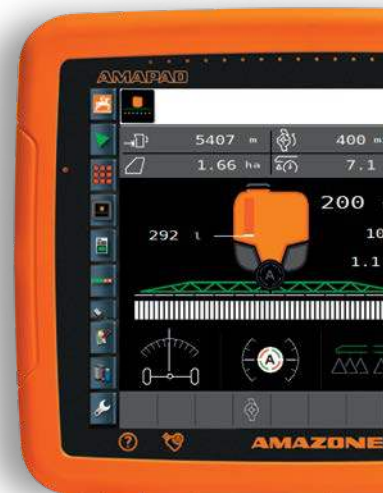 AMAPAD
5407 m 400 m
1.66 ha 7.1
200
292 l 10
1.1
A
A
?
AMAZONE